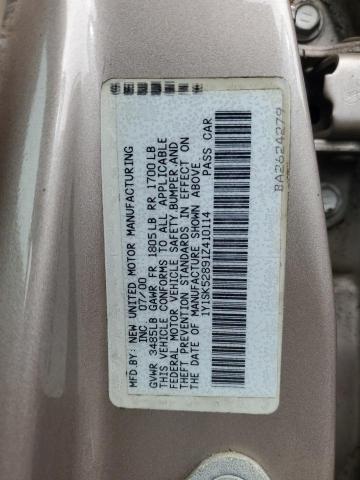 MFD BY: NEW UNITED MOTOR MANUFACTURING
INC 07/00
GVWR 3485LB GAWR FR 1805LB RR 1700LB
THIS VEHICLE CONFORMS TO ALL APPLICABLE
FEDERAL MOTOR VEHICLE SAFETY,BUMPER,AND
THEFT PREVENTION STANDARDS IN EFFECT ON
THE DATE OF MANUFACTURE SHOWN ABOVE.
1Y1SK52891Z410114 PASS CAR
BA2624279